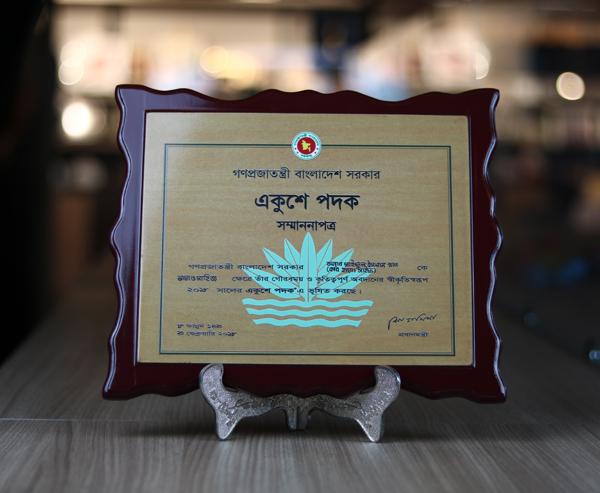 গণপ্রজাতন্ত্রী বাংলাদেশ সরকার
একুশে পদক
সম্মাননাপত্র
গণপ্রজাতন্ত্রী বাংলাদেশ সরকার কে
ক্ষেত্রে তাঁর গৌরবময় ও কৃতিত্বপূর্ণ অবদানের স্বীকৃতিস্বরূপ
সালের একুশে পদক এ ভূষিত করছে।
ফাল্গুন
ফেব্রুয়ারি
প্রধানমন্ত্রী